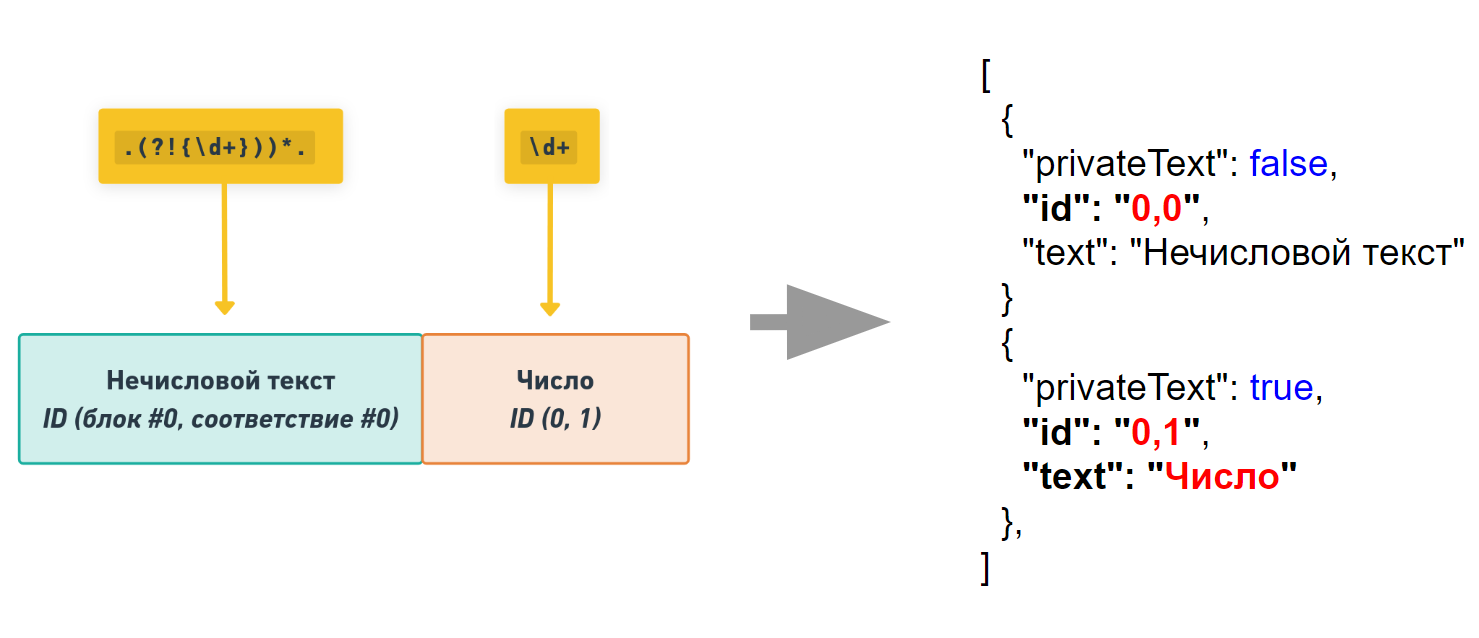 .(?!{\d+}))*.
\d+
Нечисловой текст
ID (блок #0, соответствие #0)
Число
ID (0, 1)
[
{
"privateText": false,
"id": "0,0",
"text": "Нечисловой текст"
}
{
"privateText": true,
"id": "0,1",
"text": "Число"
},
]